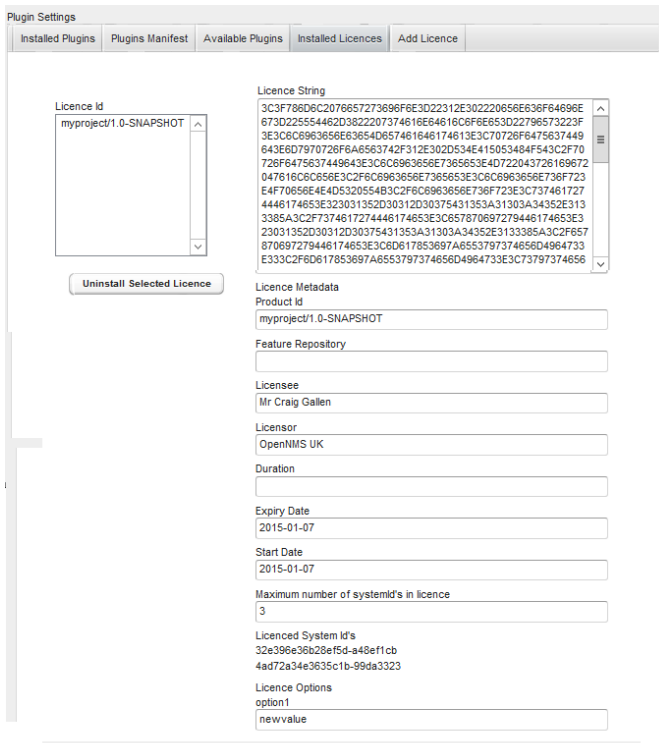 Plugin Settings
Installed Plugins
Plugins Manifest
Available Plugins
Installed Licences
Add Licence
Licence Id
myproject/1.0-SNAPSHOT
Uninstall Selected Licence
Licence String
3C3F786D6C2076657273696F6E3D22312E302220656E636F64696E
673D225554462D3822207374616E64616C6F6E653D22796573223F
3E3C6C6963656E63654D657461646174613E3C70726F6475637449
643E6D7970726F6A6563742F312E302D534E415053484F543C2F70
726F6475637449643E3C6C6963656E7365653E4D722043726169672
047616C6C656E3C2F6C6963656E7365653E3C6C6963656E736F723
E4F70656E4E4D5320554B3C2F6C6963656E736F723E3C737461727
4446174653E323031352D30312D30375431353A31303A34352E313
3385A3C2F7374617274446174653E3C657870697279446174653E3
23031352D30312D30375431353A31303A34352E3133385A3C2F657
870697279446174653E3C6D617853697A6553797374656D4964733
E333C2F6D617853697A6553797374656D4964733E3C73797374656
Licence Metadata
Product Id
myproject/1.0-SNAPSHOT
Feature Repository
Licensee
Mr Craig Gallen
Licensor
OpenNMS UK
Duration
Expiry Date
2015-01-07
Start Date
2015-01-07
Maximum number of systemId's in licence
3
Licenced System Id's
32e396e36b28ef5d-a48ef1cb
4ad72a34e3635c1b-99da3323
Licence Options
option1
newvalue